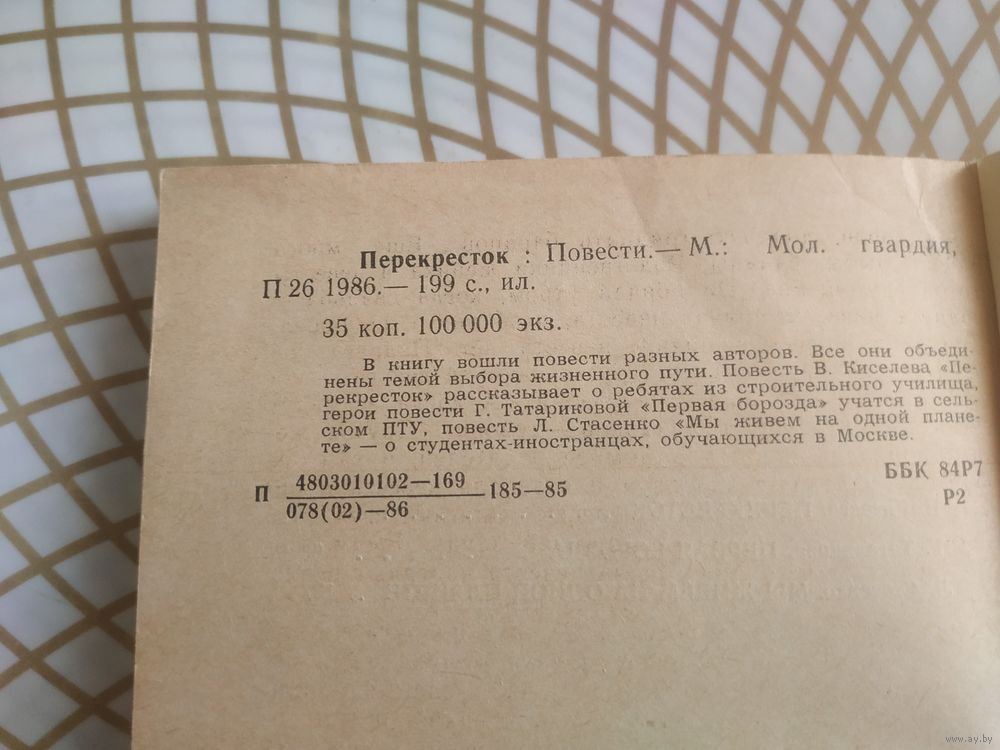 Перекресток : Повести.— М.: Мол. гвардия,
П 26 1986.— 199 с., ил.
35 коп. 100 000 экз.
В книгу вошли повести разных авторов. Все они объеди-
нены темой выбора жизненного пути. Повесть В. Киселева «Пе-
рекресток» рассказывает о ребятах из строительного училища,
герои повести Г. Татариковой «Первая борозда» учатся в сель-
ском ПТУ, повесть Л. Стасенко «Мы живем на одной плане-
те» — о студентах-иностранцах, обучающихся в Москве.
П 4803010102—169 185—85
078(02)—86
ББК 84Р7
Р2
www.ay.by